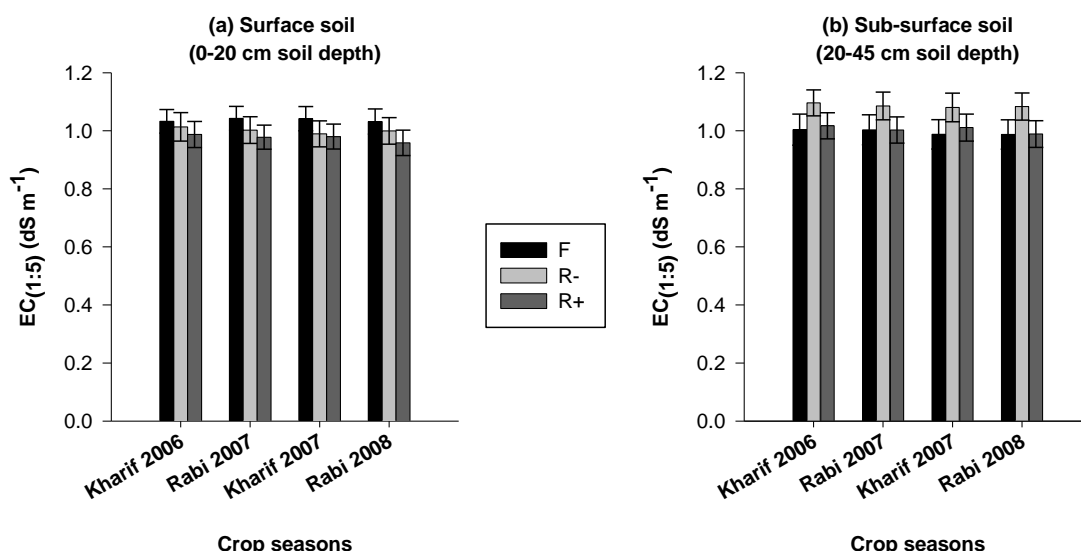 (a) Surface soil
(0-20 cm soil depth)
1.2
1.0
0.8
0.6
0.4
0.2
0.0
EC(1:5) (dS m-1)
Kharif 2006
Rabi 2007
Kharif 2007
Rabi 2008
Crop seasons
F
R-
R+
(b) Sub-surface soil
(20-45 cm soil depth)
1.2
1.0
0.8
0.6
0.4
0.2
0.0
EC(1:5) (dS m-1)
Kharif 2006
Rabi 2007
Kharif 2007
Rabi 2008
Crop seasons